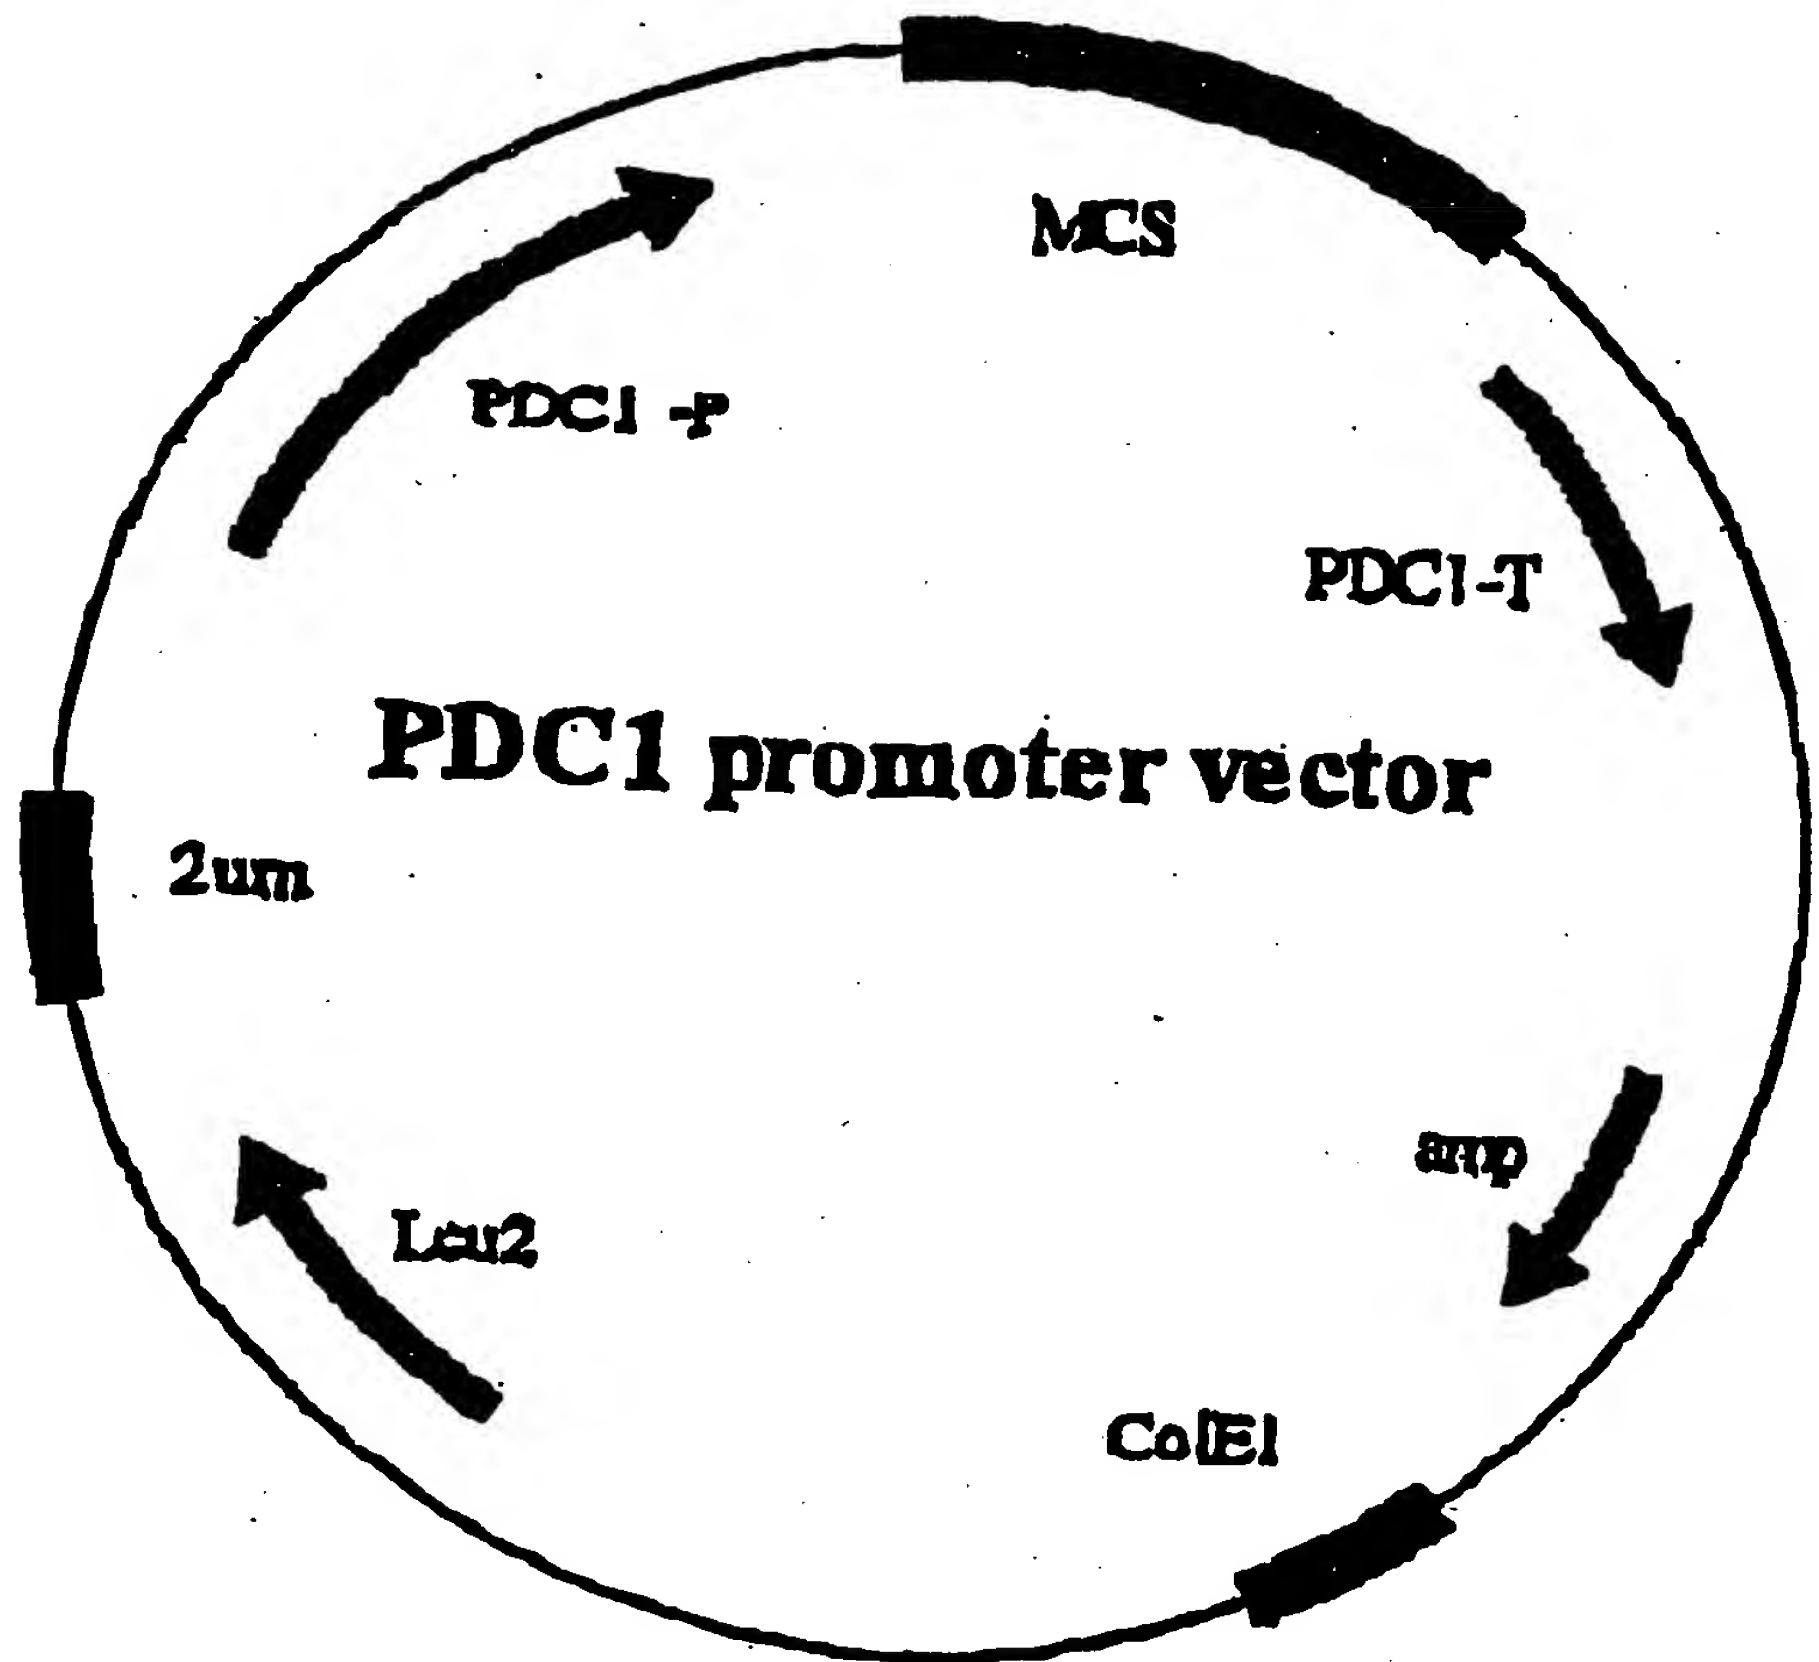 MCS
PDC1 -P
PDC1-T
PDC1 promoter vector
2um
amp
Leu2
ColE1